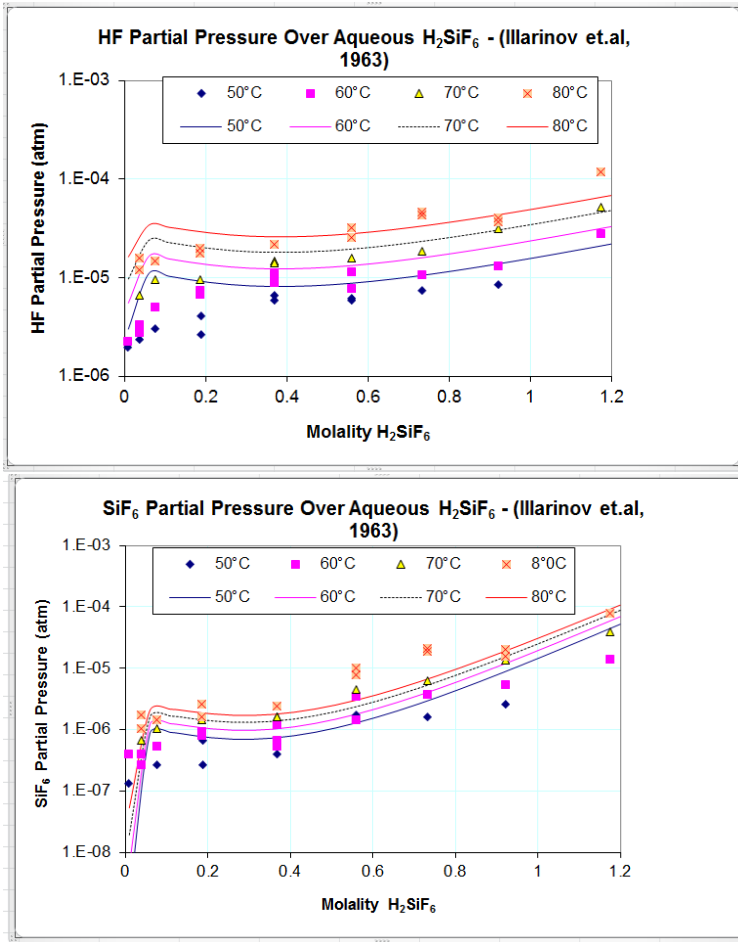 HF Partial Pressure Over Aqueous H₂SiF₆ - (Illarinov et.al,
1963)
1.E-03
50°C 60°C 70°C 80°C
50°C 60°C 70°C 80°C
1.E-04
1.E-05
1.E-06
HF Partial Pressure (atm)
0 0.2 0.4 0.6 0.8 1 1.2
Molality H₂SiF₆
SiF₆ Partial Pressure Over Aqueous H₂SiF₆ - (Illarinov et.al,
1963)
1.E-03
50°C 60°C 70°C 8°0C
50°C 60°C 70°C 80°C
1.E-04
1.E-05
1.E-06
1.E-07
1.E-08
SiF₆ Partial Pressure (atm)
0 0.2 0.4 0.6 0.8 1 1.2
Molality H₂SiF₆